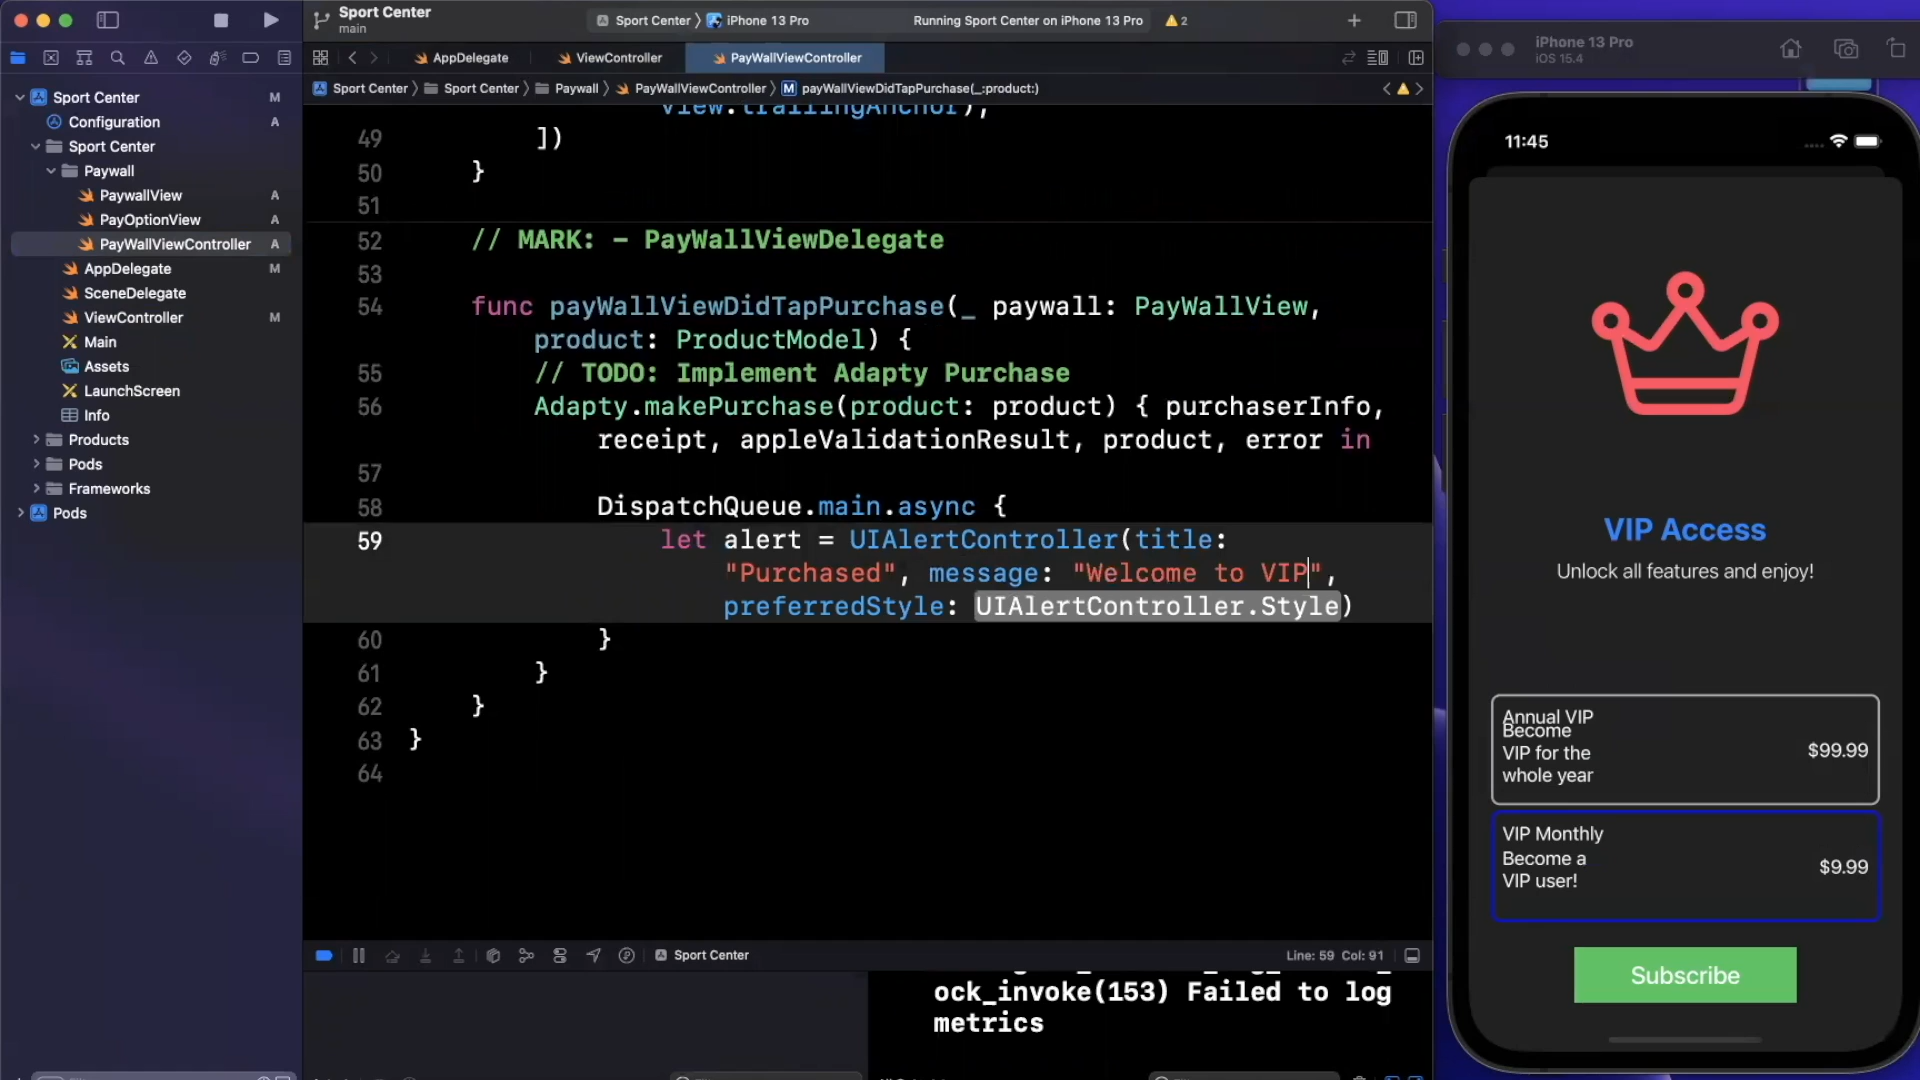 Sport Center
main
Sport Center
iPhone 13 Pro
Running Sport Center on iPhone 13 Pro
2
AppDelegate
ViewController
PayWallViewController
Sport Center
Sport Center
Paywall
PayWallViewController
M
payWallViewDidTapPurchase(_:product:)
Sport Center
M
Configuration
A
Sport Center
Paywall
PaywallView
A
PayOptionView
A
PayWallViewController
A
AppDelegate
M
SceneDelegate
ViewController
M
Main
Assets
LaunchScreen
Info
Products
Pods
Frameworks
Pods
view.trailingAnchor),
49 ])
50 }
51
52 // MARK: - PayWallViewDelegate
53
54 func payWallViewDidTapPurchase(_ paywall: PayWallView,
product: ProductModel) {
55 // TODO: Implement Adapty Purchase
56 Adapty.makePurchase(product: product) { purchaserInfo,
receipt, appleValidationResult, product, error in
57
58 DispatchQueue.main.async {
59 let alert = UIAlertController(title:
"Purchased", message: "Welcome to VIP",
preferredStyle: UIAlertController.Style)
60 }
61 }
62 }
63 }
64
Sport Center
Line: 59 Col: 91
ock_invoke(153) Failed to log
metrics
iPhone 13 Pro
iOS 15.4
11:45
VIP Access
Unlock all features and enjoy!
Annual VIP
Become
VIP for the
whole year
$99.99
VIP Monthly
Become a
VIP user!
$9.99
Subscribe